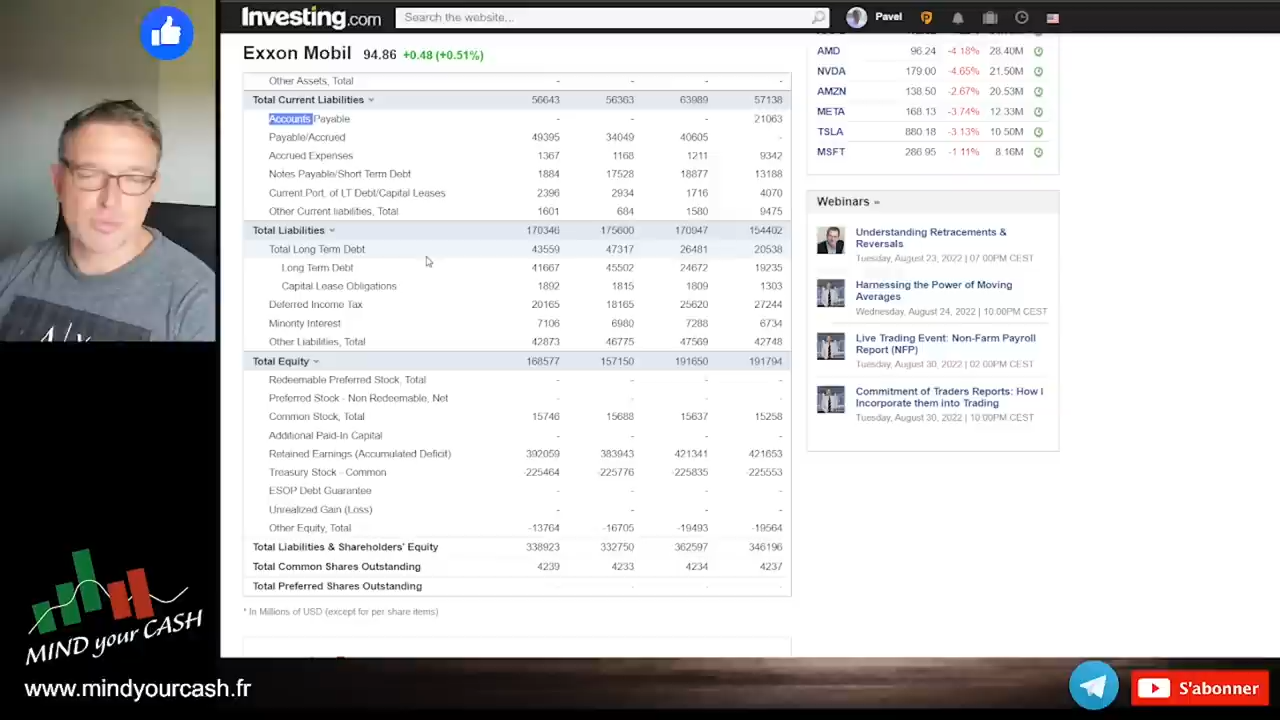 Investing.com
Search the website...
Pavel
Exxon Mobil 94.86 +0.48 (+0.51%)
Other Assets, Total - - - -
Total Current Liabilities 56643 56363 63989 57138
Accounts Payable - - - 21063
Payable/Accrued 49395 34049 40605 -
Accrued Expenses 1367 1168 1211 9342
Notes Payable/Short Term Debt 1884 17528 18877 13188
Current Port. of LT Debt/Capital Leases 2396 2934 1716 4070
Other Current liabilities, Total 1601 684 1580 9475
Total Liabilities 170346 175600 170947 154402
Total Long Term Debt 43559 47317 26481 20538
Long Term Debt 41667 45502 24672 19235
Capital Lease Obligations 1892 1815 1809 1303
Deferred Income Tax 20165 18165 25620 27244
Minority Interest 7106 6980 7288 6734
Other Liabilities, Total 42873 46775 47569 42748
Total Equity 168577 157150 191650 191794
Redeemable Preferred Stock, Total - - - -
Preferred Stock - Non Redeemable, Net - - - -
Common Stock, Total 15746 15688 15637 15258
Additional Paid-In Capital - - - -
Retained Earnings (Accumulated Deficit) 392059 383943 421341 421653
Treasury Stock - Common -225464 -225776 -225835 -225553
ESOP Debt Guarantee - - - -
Unrealized Gain (Loss) - - - -
Other Equity, Total -13764 -16705 -19493 -19564
Total Liabilities & Shareholders' Equity 338923 332750 362597 346196
Total Common Shares Outstanding 4239 4233 4234 4237
Total Preferred Shares Outstanding - - - -
* In Millions of USD (except for per share items)
AMD 96.24 -4.18% 28.40M
NVDA 179.00 -4.65% 21.50M
AMZN 138.50 -2.67% 20.53M
META 168.13 -3.74% 12.33M
TSLA 880.18 -3.13% 10.50M
MSFT 286.95 -1.11% 8.16M
Webinars »
Understanding Retracements &
Reversals
Tuesday, August 23, 2022 | 07:00PM CEST
Harnessing the Power of Moving
Averages
Wednesday, August 24, 2022 | 10:00PM CEST
Live Trading Event: Non-Farm Payroll
Report (NFP)
Tuesday, August 30, 2022 | 02:00PM CEST
Commitment of Traders Reports: How I
Incorporate them into Trading
Tuesday, August 30, 2022 | 10:00PM CEST
MIND your CASH
www.mindyourcash.fr
S'abonner